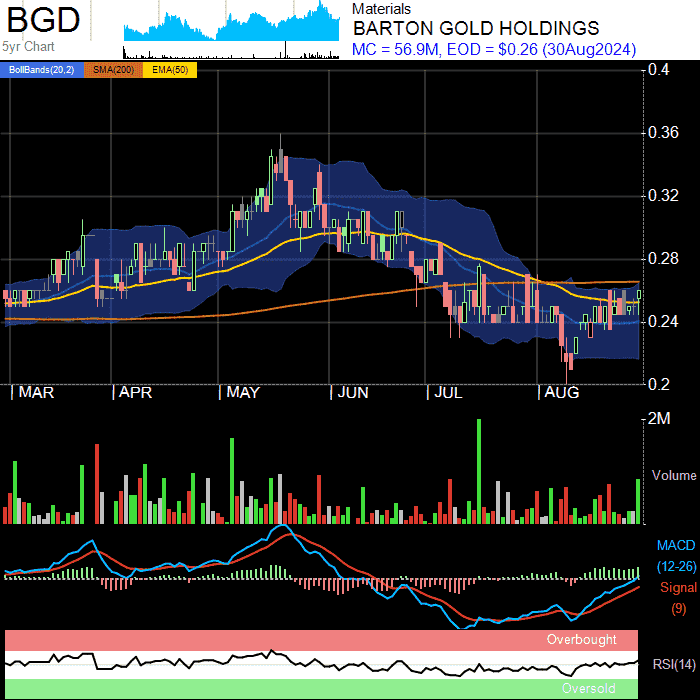 BGD
5yr Chart
Materials
BARTON GOLD HOLDINGS
MC = 56.9M, EOD = $0.26 (30Aug2024)
BollBands(20,2) SMA(200) EMA(50)
0.4
0.36
0.32
0.28
0.24
0.2
MAR APR MAY JUN JUL AUG
2M
Volume
MACD
(12-26)
Signal
(9)
Overbought
RSI(14)
Oversold